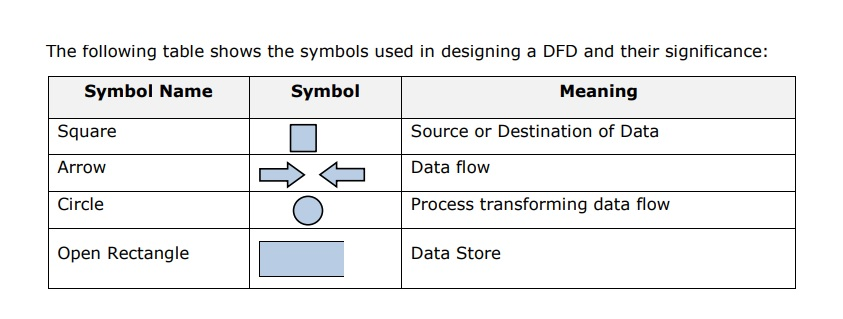 The following table shows the symbols used in designing a DFD and their significance:
Symbol Name Symbol Meaning
Square Source or Destination of Data
Arrow Data flow
Circle Process transforming data flow
Open Rectangle Data Store